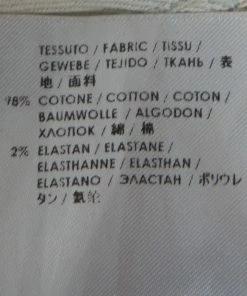 TESSUTO / FABRIC / TiSSU /
GEWEBE / TEJIDO / ТКАНЬ / 表
地 / 面料
98% COTONE / COTTON / COTON /
BAUMWOLLE / ALGODON /
ХЛОПОК / 綿 / 棉
2% ELASTAN / ELASTANE /
ELASTHANNE / ELASTHAN /
ELASTANO / ЭЛАСТАН / ポリウレ
タン / 氨纶